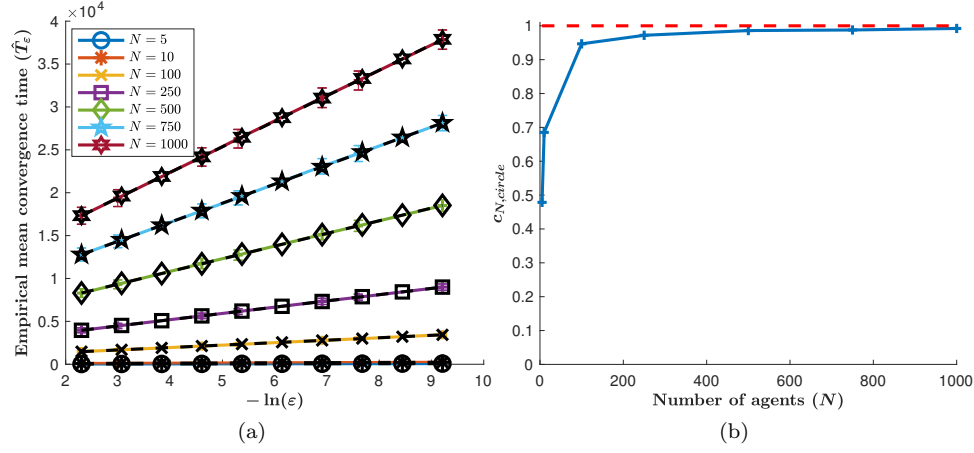 × 10⁴
4
3.5
3
2.5
2
1.5
1
0.5
0
Empirical mean convergence time (T̂_ε)
N = 5
N = 10
N = 100
N = 250
N = 500
N = 750
N = 1000
2 3 4 5 6 7 8 9 10
− ln(ε)
(a)
1
0.9
0.8
0.7
0.6
0.5
0.4
0.3
0.2
0.1
0
c_{N,circle}
0 200 400 600 800 1000
Number of agents (N)
(b)